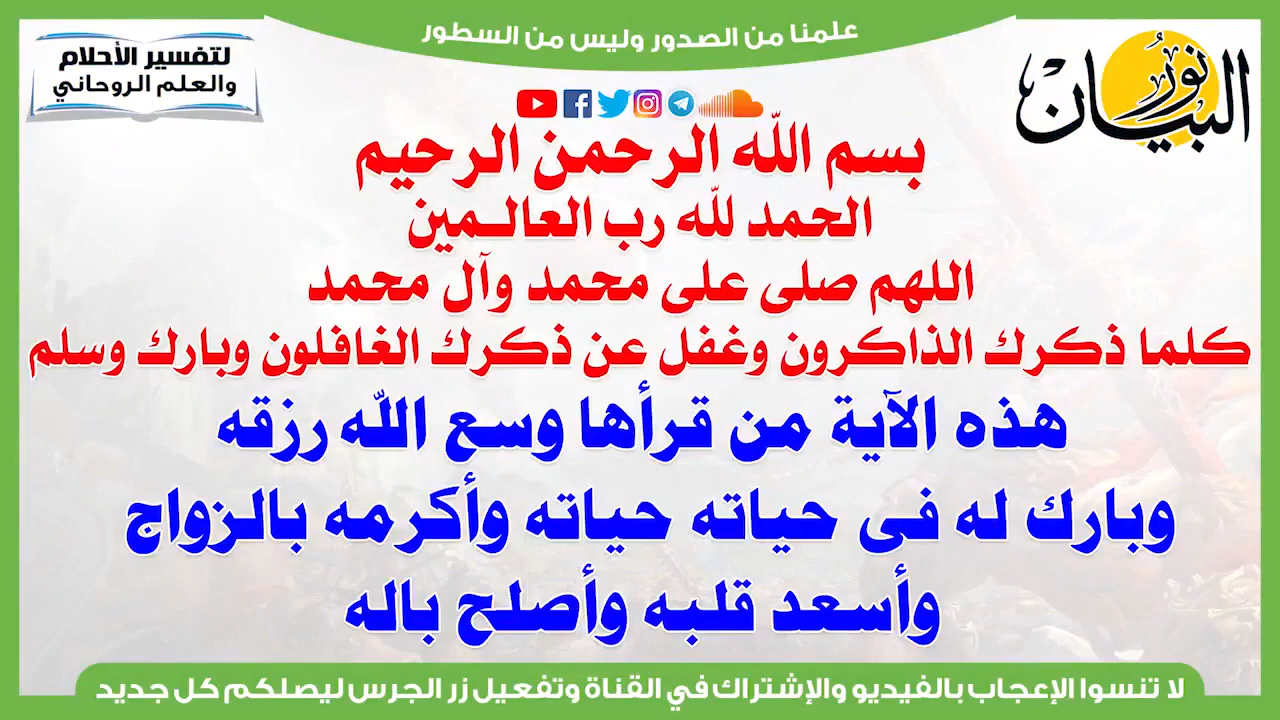 علمنا من الصدور وليس من السطور
نور البيان
لتفسير الأحلام
والعلم الروحاني
بسم الله الرحمن الرحيم
الحمد لله رب العالـمين
اللهم صلى على محمد وآل محمد
كلما ذكرك الذاكرون وغفل عن ذكرك الغافلون وبارك وسلم
هذه الآية من قرأها وسع الله رزقه
وبارك له فى حياته حياته وأكرمه بالزواج
وأسعد قلبه وأصلح باله
لا تنسوا الإعجاب بالفيديو والإشتراك في القناة وتفعيل زر الجرس ليصلكم كل جديد